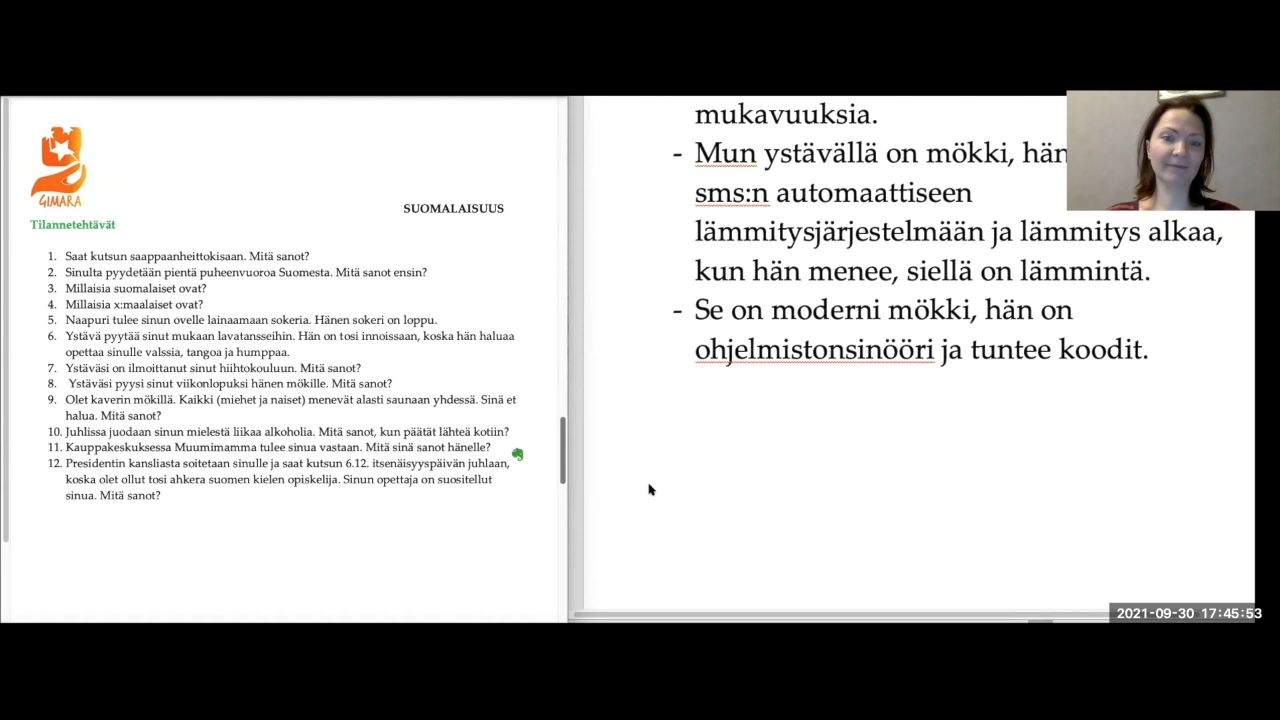 GIMARA
SUOMALAISUUS
Tilannetehtävät
1. Saat kutsun saappaanheittokisaan. Mitä sanot?
2. Sinulta pyydetään pientä puheenvuoroa Suomesta. Mitä sanot ensin?
3. Millaisia suomalaiset ovat?
4. Millaisia x:maalaiset ovat?
5. Naapuri tulee sinun ovelle lainaamaan sokeria. Hänen sokeri on loppu.
6. Ystävä pyytää sinut mukaan lavatansseihin. Hän on tosi innoissaan, koska hän haluaa
opettaa sinulle valssia, tangoa ja humppaa.
7. Ystäväsi on ilmoittanut sinut hiihtokouluun. Mitä sanot?
8. Ystäväsi pyysi sinut viikonlopuksi hänen mökille. Mitä sanot?
9. Olet kaverin mökillä. Kaikki (miehet ja naiset) menevät alasti saunaan yhdessä. Sinä et
halua. Mitä sanot?
10. Juhlissa juodaan sinun mielestä liikaa alkoholia. Mitä sanot, kun päätät lähteä kotiin?
11. Kauppakeskuksessa Muumimamma tulee sinua vastaan. Mitä sinä sanot hänelle?
12. Presidentin kansliasta soitetaan sinulle ja saat kutsun 6.12. itsenäisyyspäivän juhlaan,
koska olet ollut tosi ahkera suomen kielen opiskelija. Sinun opettaja on suositellut
sinua. Mitä sanot?
mukavuuksia.
- Mun ystävällä on mökki, hän
sms:n automaattiseen
lämmitysjärjestelmään ja lämmitys alkaa,
kun hän menee, siellä on lämmintä.
- Se on moderni mökki, hän on
ohjelmistonsinööri ja tuntee koodit.
2021-09-30 17:45:53